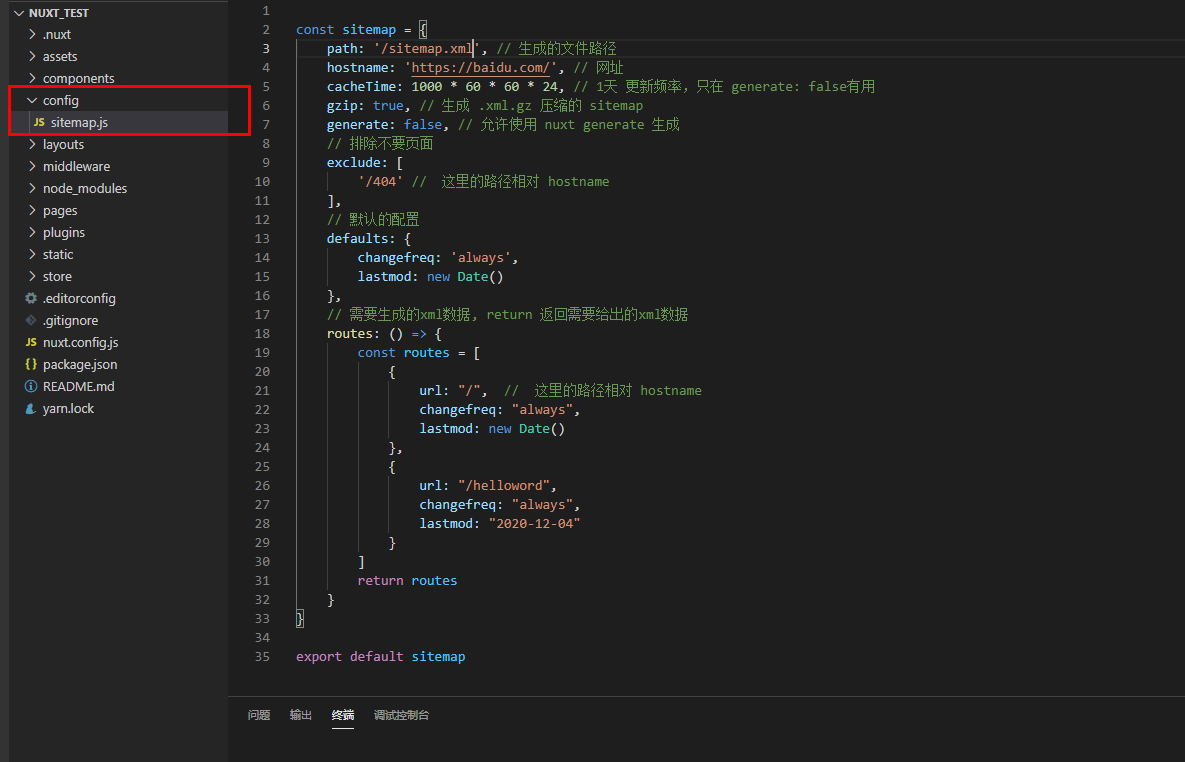 NUXT_TEST
.nuxt
assets
components
config
JS sitemap.js
layouts
middleware
node_modules
pages
plugins
static
store
.editorconfig
.gitignore
JS nuxt.config.js
{} package.json
README.md
yarn.lock
1
2 const sitemap = {
3 path: '/sitemap.xml', // 生成的文件路径
4 hostname: 'https://baidu.com/', // 网址
5 cacheTime: 1000 * 60 * 60 * 24, // 1天 更新频率，只在 generate: false有用
6 gzip: true, // 生成 .xml.gz 压缩的 sitemap
7 generate: false, // 允许使用 nuxt generate 生成
8 // 排除不要页面
9 exclude: [
10 '/404' // 这里的路径相对 hostname
11 ],
12 // 默认的配置
13 defaults: {
14 changefreq: 'always',
15 lastmod: new Date()
16 },
17 // 需要生成的xml数据, return 返回需要给出的xml数据
18 routes: () => {
19 const routes = [
20 {
21 url: "/", // 这里的路径相对 hostname
22 changefreq: "always",
23 lastmod: new Date()
24 },
25 {
26 url: "/helloword",
27 changefreq: "always",
28 lastmod: "2020-12-04"
29 }
30 ]
31 return routes
32 }
33 }
34
35 export default sitemap
问题 输出 终端 调试控制台